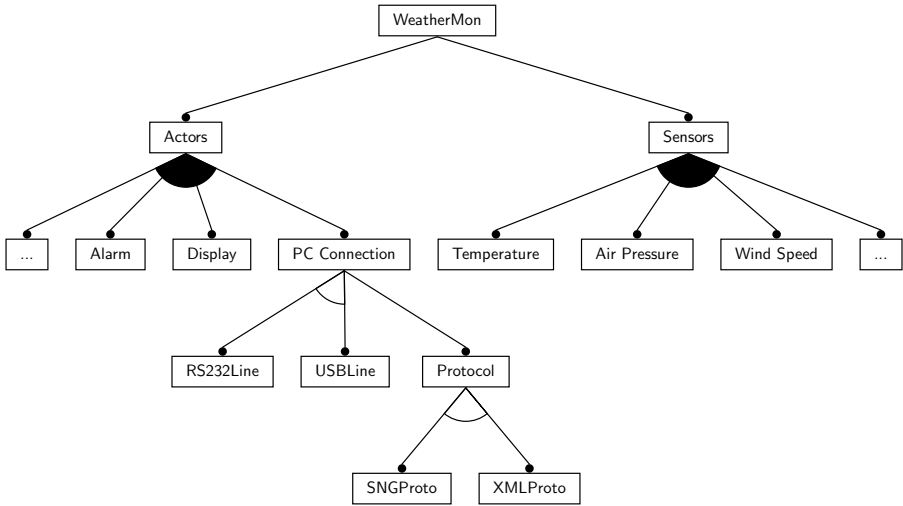 WeatherMon
Actors
Sensors
...
Alarm
Display
PC Connection
Temperature
Air Pressure
Wind Speed
...
RS232Line
USBLine
Protocol
SNGProto
XMLProto